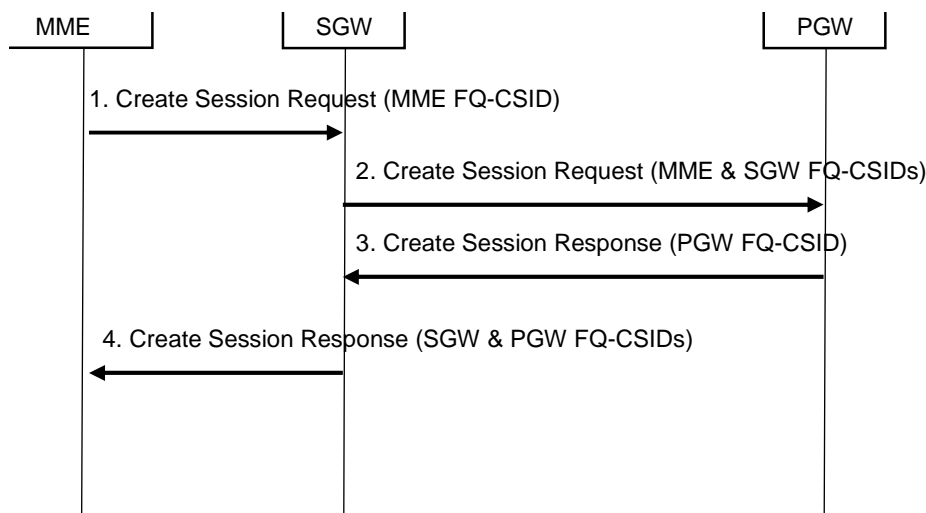 MME
SGW
PGW
1. Create Session Request (MME FQ-CSID)
2. Create Session Request (MME & SGW FQ-CSIDs)
3. Create Session Response (PGW FQ-CSID)
4. Create Session Response (SGW & PGW FQ-CSIDs)